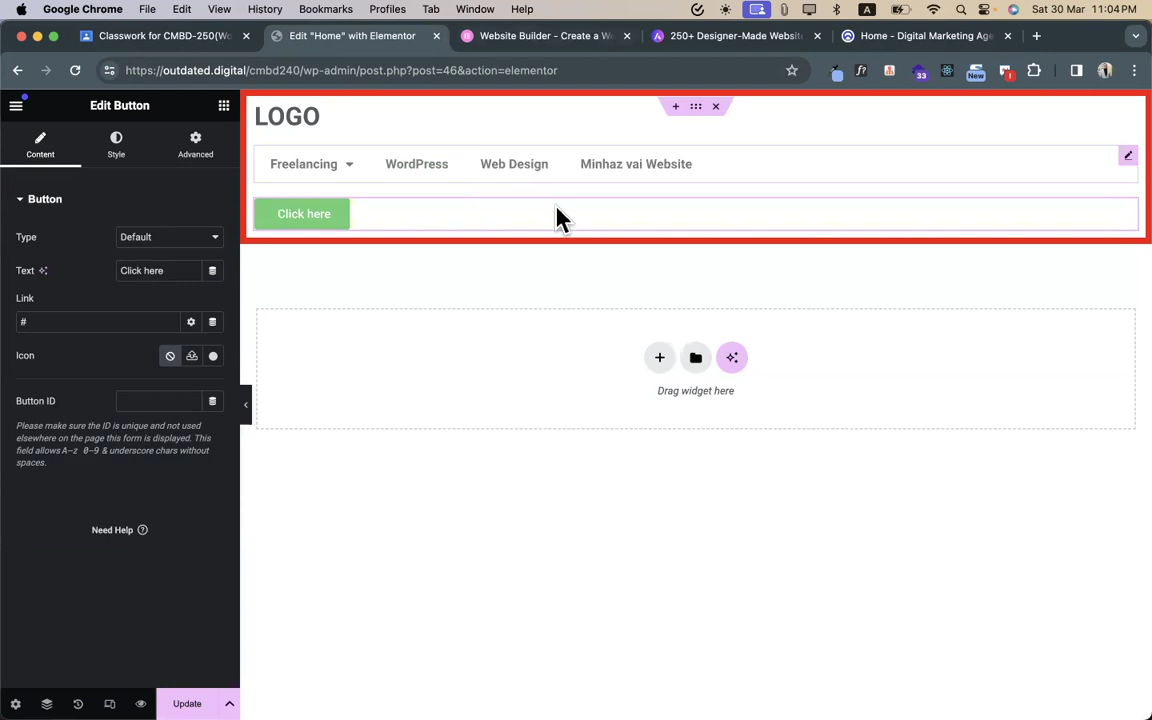 Google Chrome File Edit View History Bookmarks Profiles Tab Window Help A Sat 30 Mar 11:04 PM
Classwork for CMBD-250(Wo Edit "Home" with Elementor Website Builder - Create a Wo 250+ Designer-Made Website Home - Digital Marketing Age
https://outdated.digital/cmbd240/wp-admin/post.php?post=46&action=elementor
f?
33
New
Edit Button
Content Style Advanced
Button
Type Default
Text Click here
Link
#
Icon
Button ID
Please make sure the ID is unique and not used
elsewhere on the page this form is displayed. This
field allows A-z 0-9 & underscore chars without
spaces.
Need Help
Update
LOGO
Freelancing WordPress Web Design Minhaz vai Website
Click here
Drag widget here